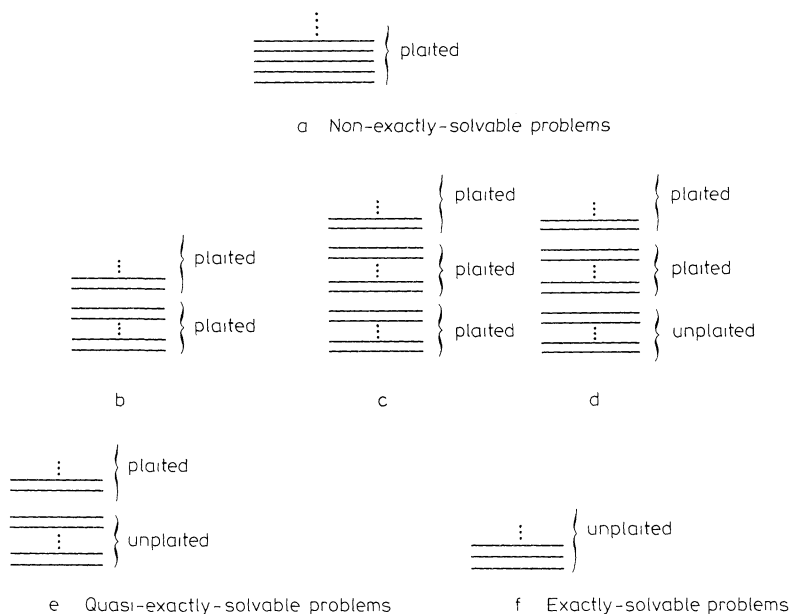 plaited
a Non-exactly-solvable problems
plaited
plaited
plaited
plaited
plaited
plaited
plaited
unplaited
b
c
d
plaited
unplaited
unplaited
e Quasi-exactly-solvable problems
f Exactly-solvable problems